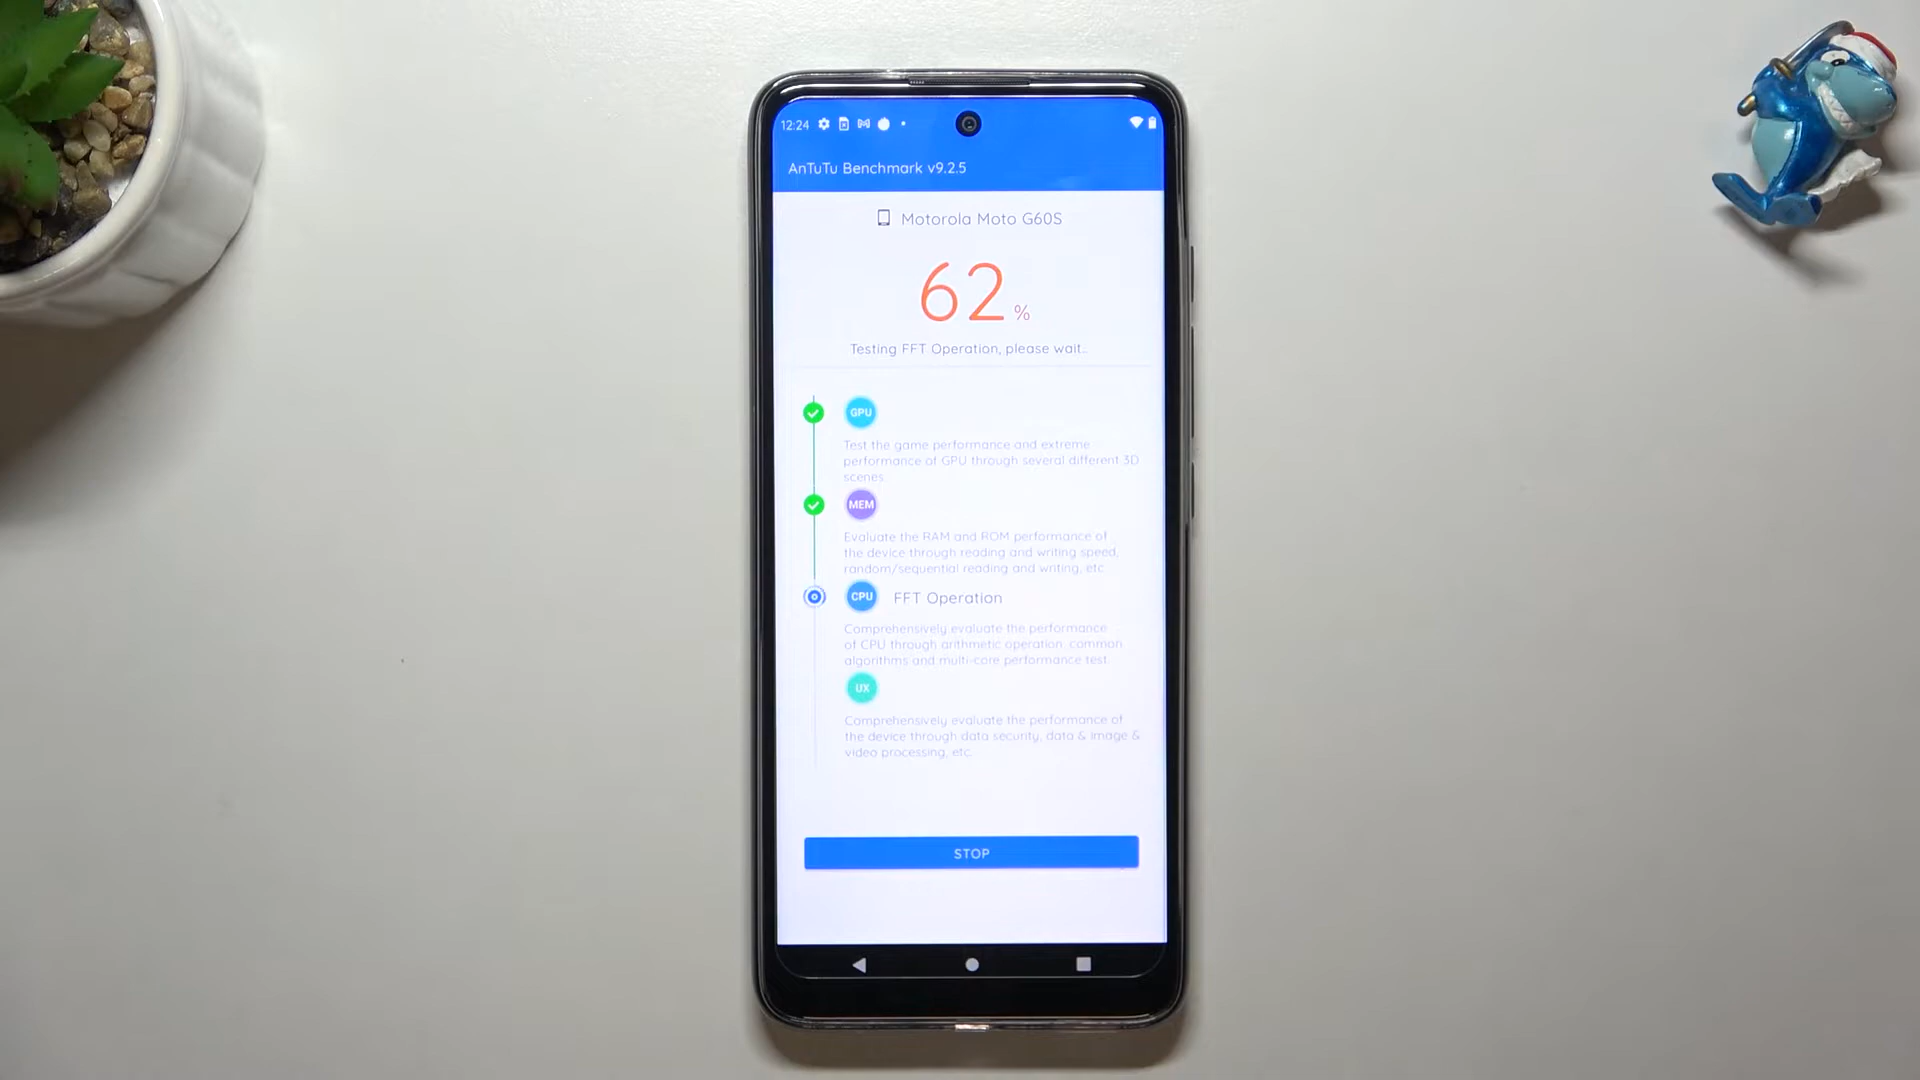 12:24
AnTuTu Benchmark v9.2.5
Motorola Moto G60S
62 %
Testing FFT Operation, please wait..
GPU
Test the game performance and extreme
performance of GPU through several different 3D
scenes
MEM
Evaluate the RAM and ROM performance of
the device through reading and writing speed,
random/sequential reading and writing, etc
CPU FFT Operation
Comprehensively evaluate the performance
of CPU through arithmetic operation, common
algorithms and multi-core performance test.
UX
Comprehensively evaluate the performance of
the device through data security, data & image &
video processing, etc.
STOP